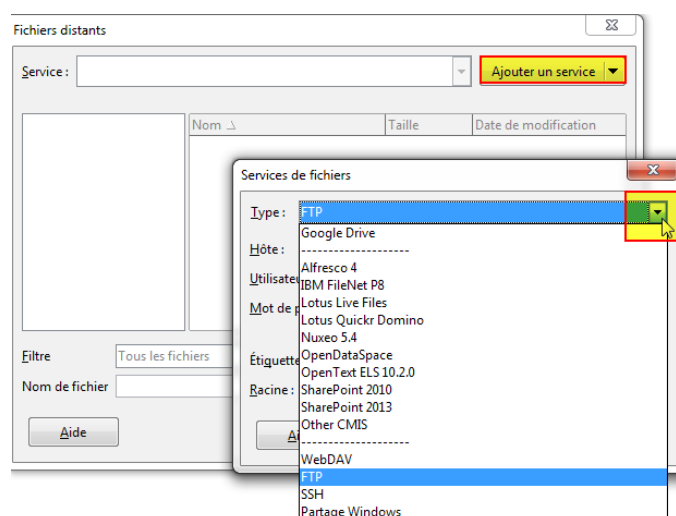 Fichiers distants
Service :
Ajouter un service
Nom
Taille
Date de modification
Services de fichiers
Type :
FTP
Google Drive
--------------------
Hôte :
Alfresco 4
Utilisateu
IBM FileNet P8
Mot de p
Lotus Live Files
Lotus Quickr Domino
Nuxeo 5.4
Étiquette
OpenDataSpace
OpenText ELS 10.2.0
Racine :
SharePoint 2010
SharePoint 2013
Other CMIS
--------------------
WebDAV
FTP
SSH
Partage Windows
Filtre
Tous les fichiers
Nom de fichier
Aide
Ai